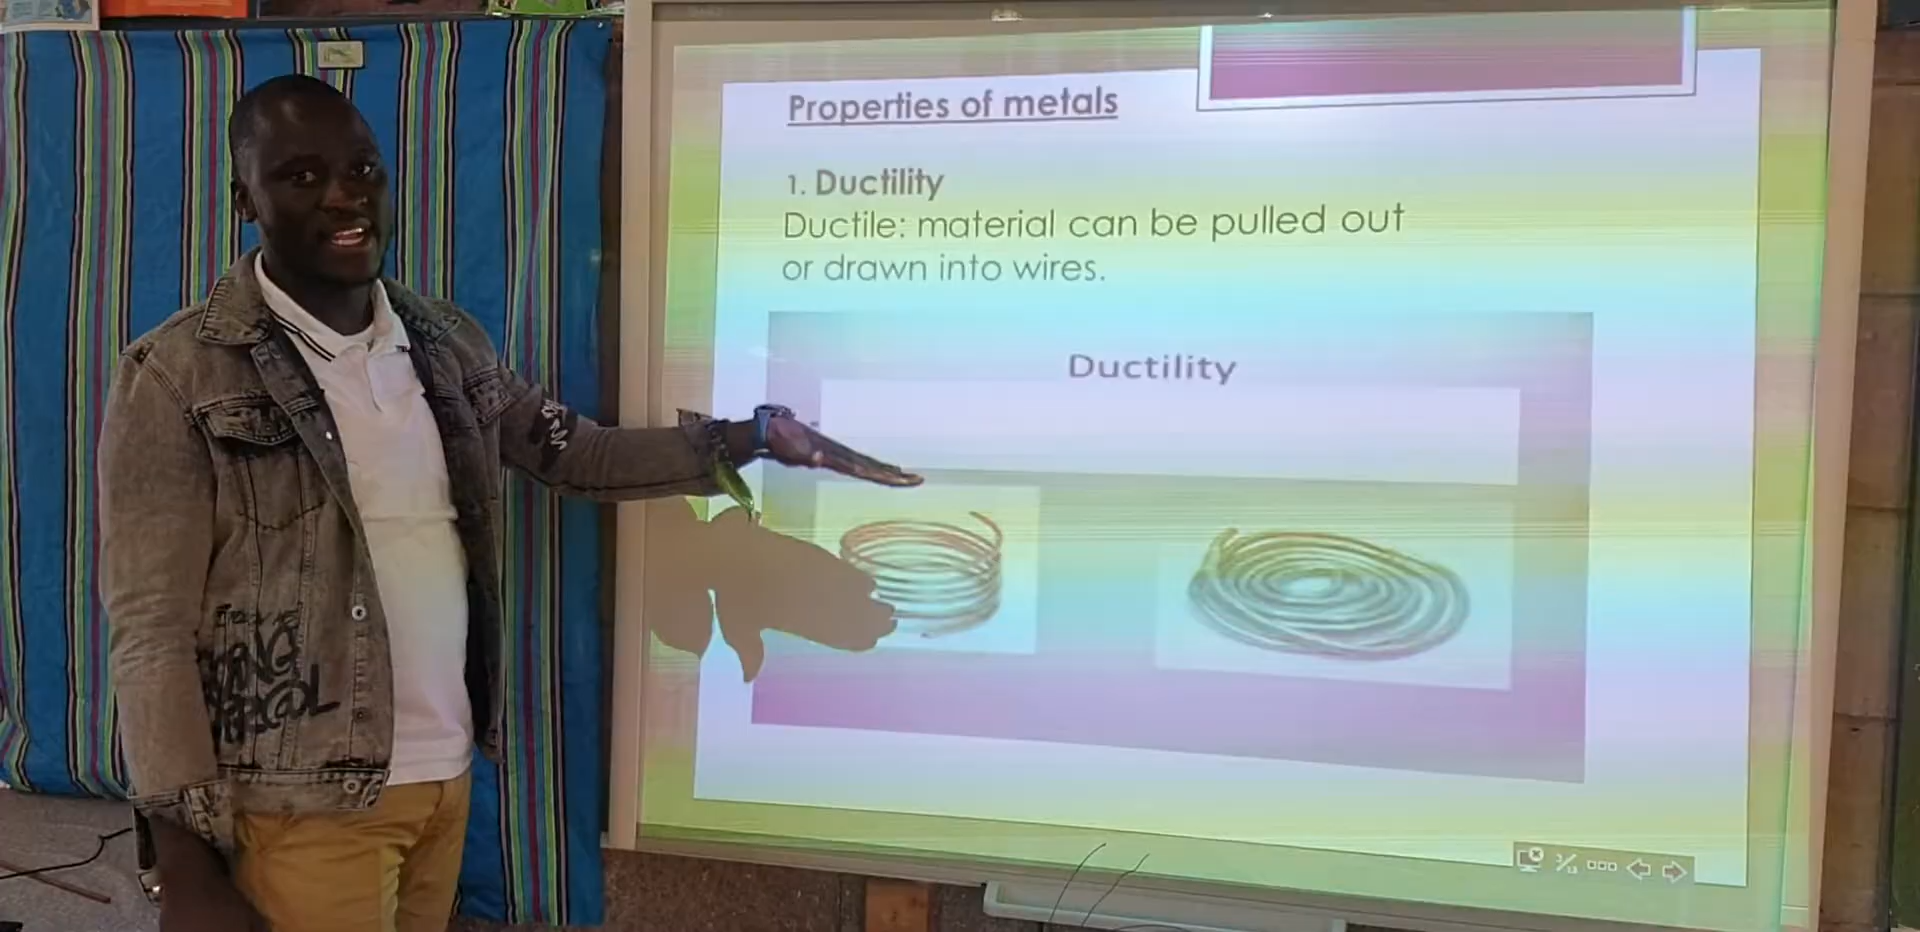 Properties of metals
1. Ductility
Ductile: material can be pulled out
or drawn into wires.
Ductility